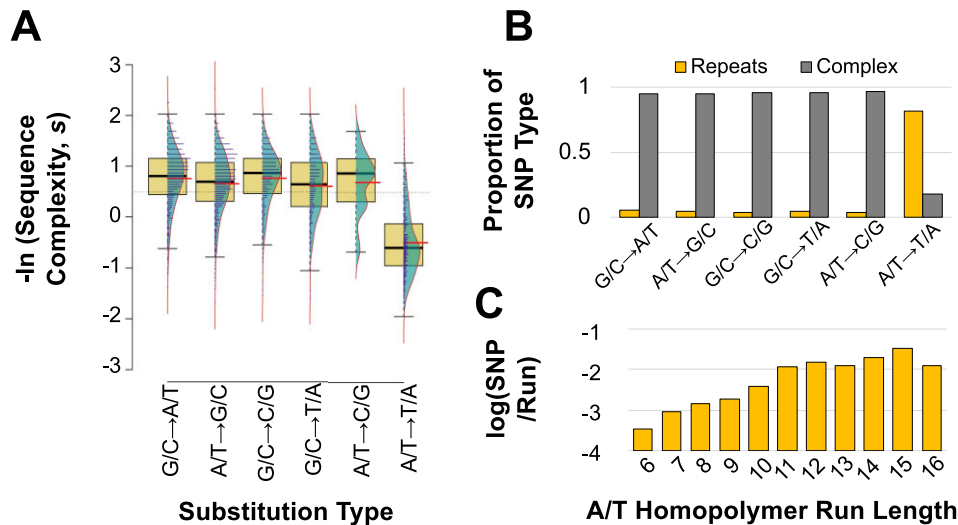 A
-ln (Sequence
Complexity, s)
3
2
1
0
-1
-2
-3
G/C→A/T
A/T→G/C
G/C→C/G
G/C→T/A
A/T→C/G
A/T→T/A
Substitution Type
B
Repeats Complex
Proportion of
SNP Type
1
0.5
0
G/C→A/T
A/T→G/C
G/C→C/G
G/C→T/A
A/T→C/G
A/T→T/A
C
log(SNP
/Run)
-1
-2
-3
-4
6 7 8 9 10 11 12 13 14 15 16
A/T Homopolymer Run Length